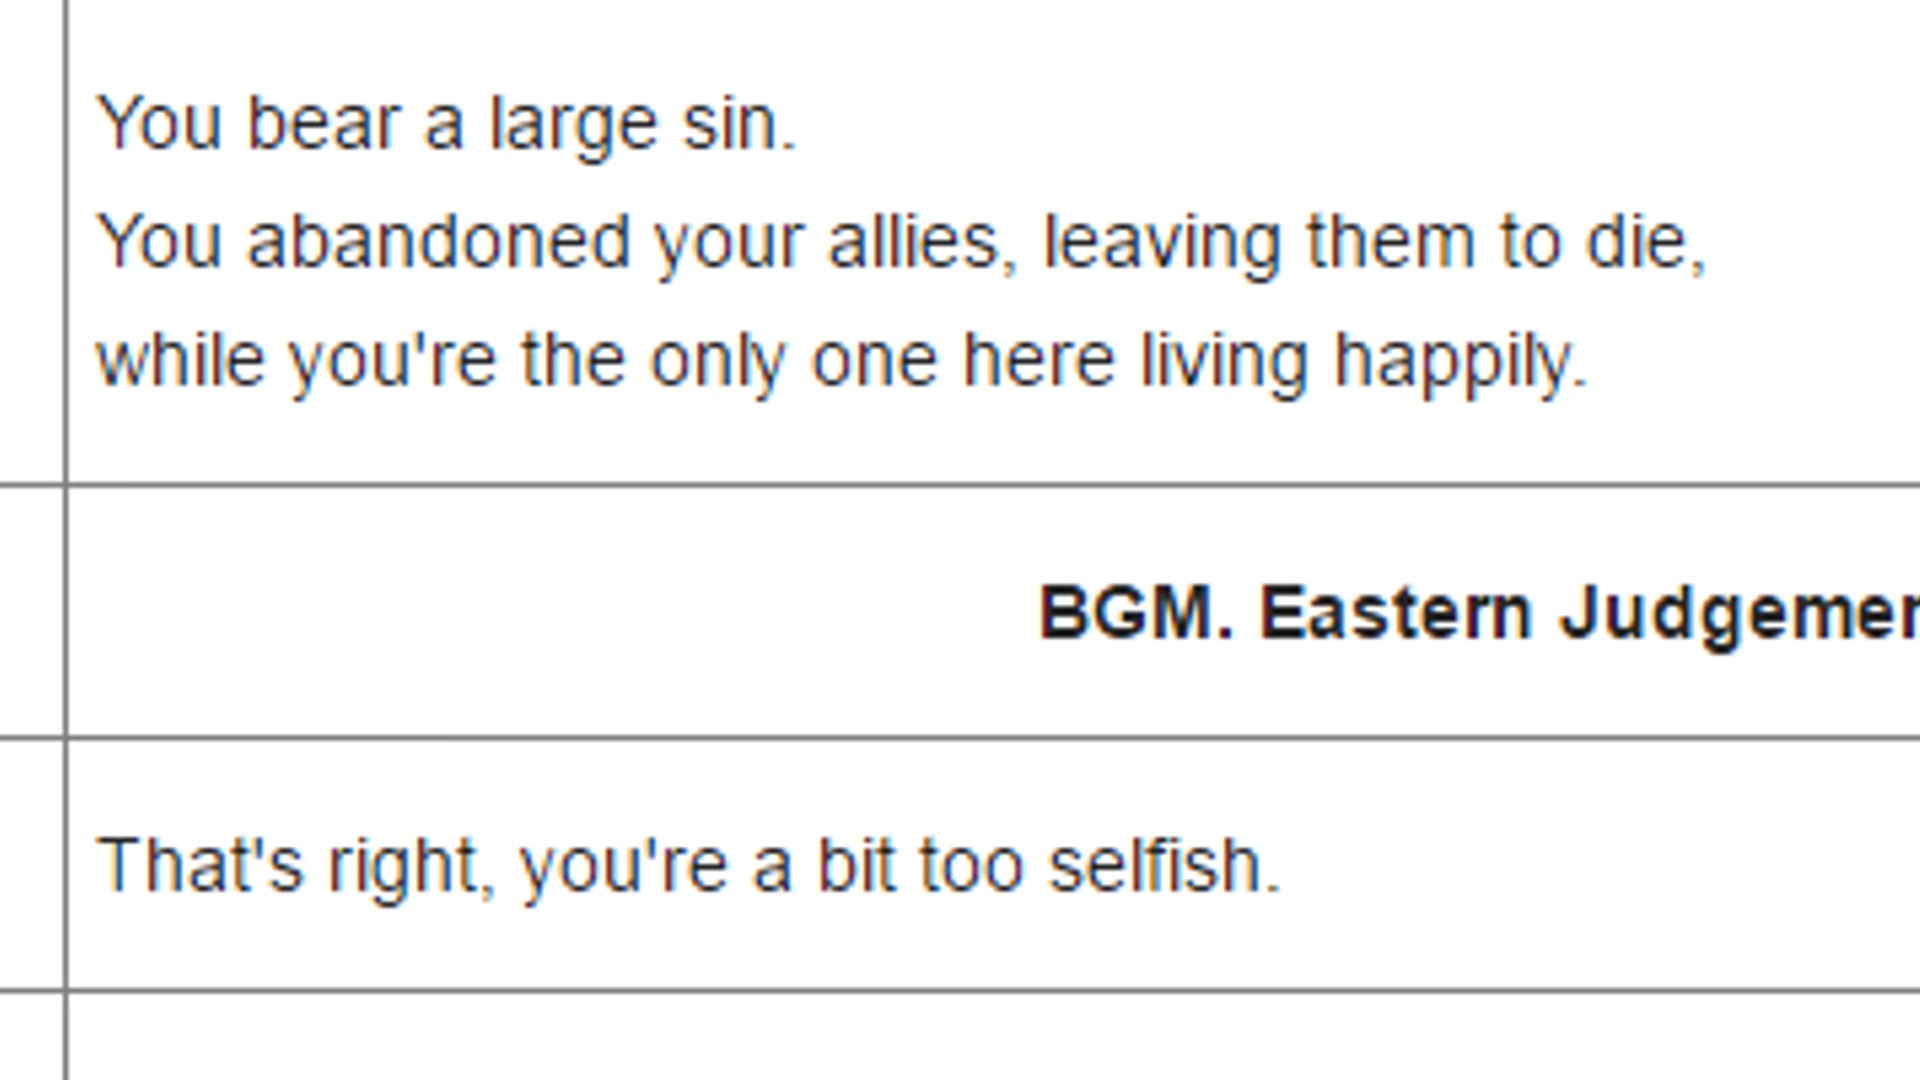 You bear a large sin.
You abandoned your allies, leaving them to die,
while you're the only one here living happily.
BGM. Eastern
That's right, you're a bit too selfish.